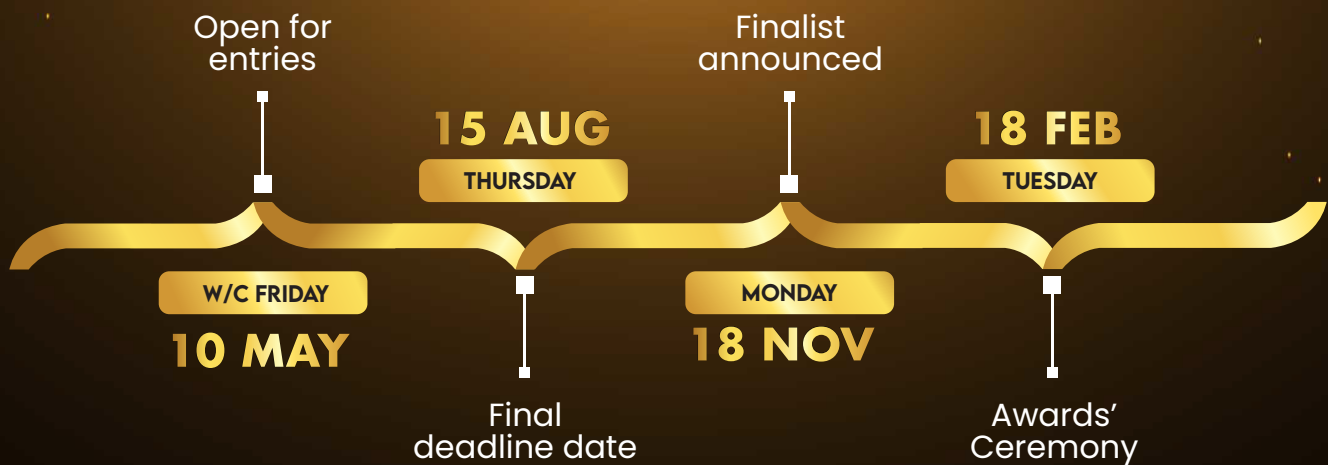 Open for
entries
W/C FRIDAY
10 MAY
15 AUG
THURSDAY
Final
deadline date
Finalist
announced
MONDAY
18 NOV
18 FEB
TUESDAY
Awards’
Ceremony